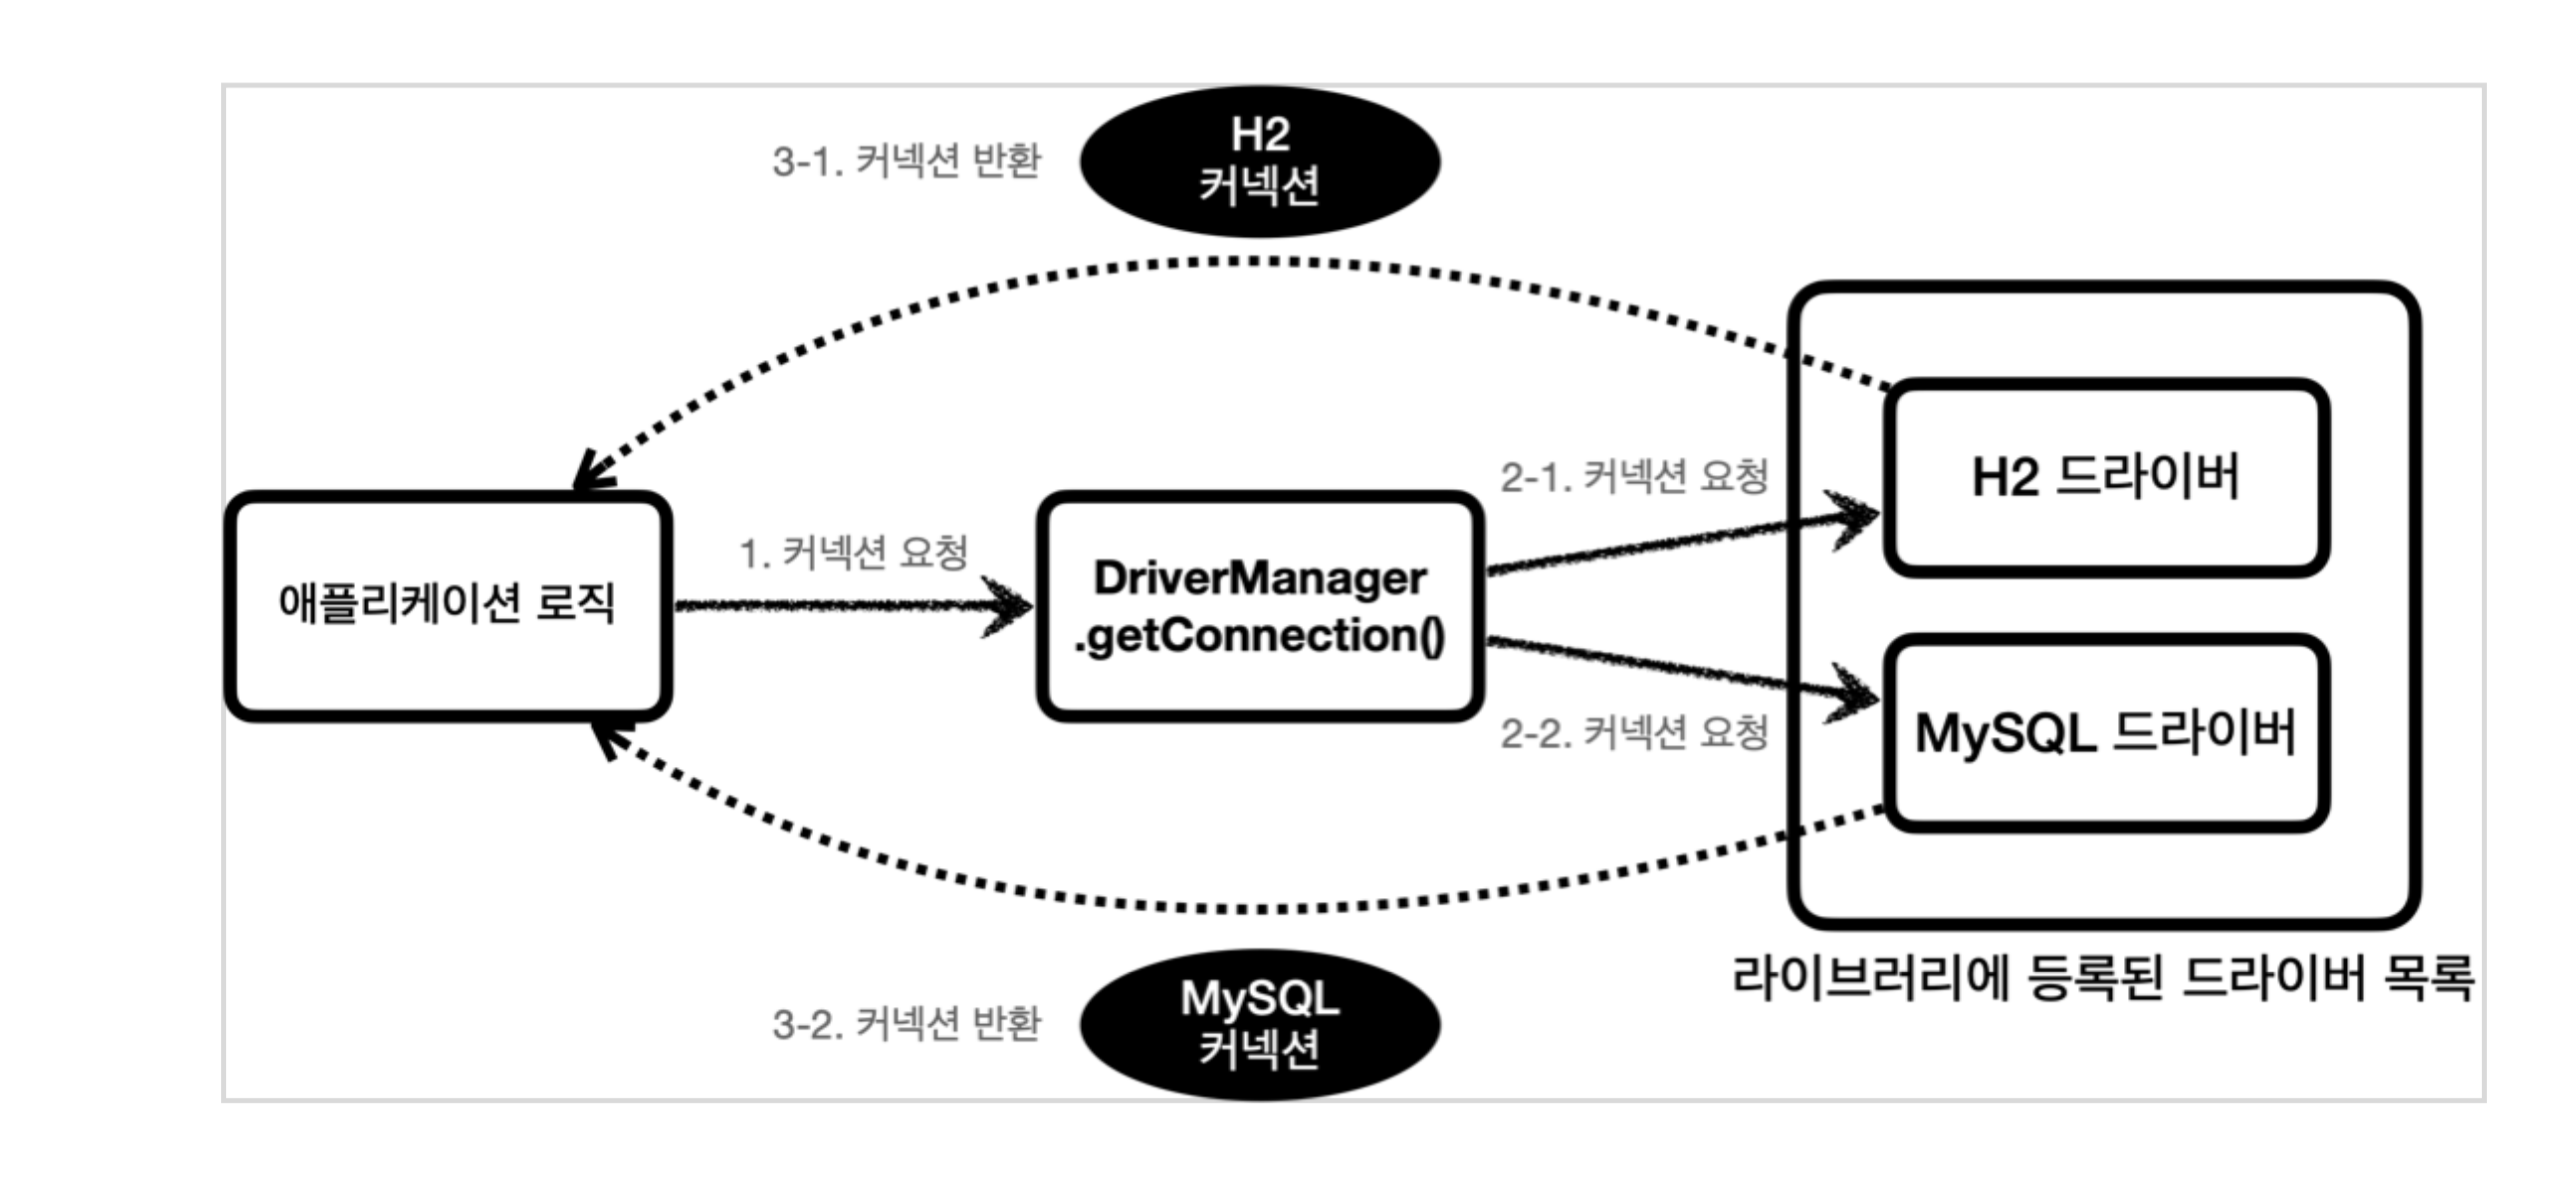 H2
커넥션
3-1. 커넥션 반환
2-1. 커넥션 요청
H2 드라이버
1. 커넥션 요청
애플리케이션 로직
DriverManager
.getConnection()
2-2. 커넥션 요청
MySQL 드라이버
라이브러리에 등록된 드라이버 목록
3-2. 커넥션 반환
MySQL
커넥션